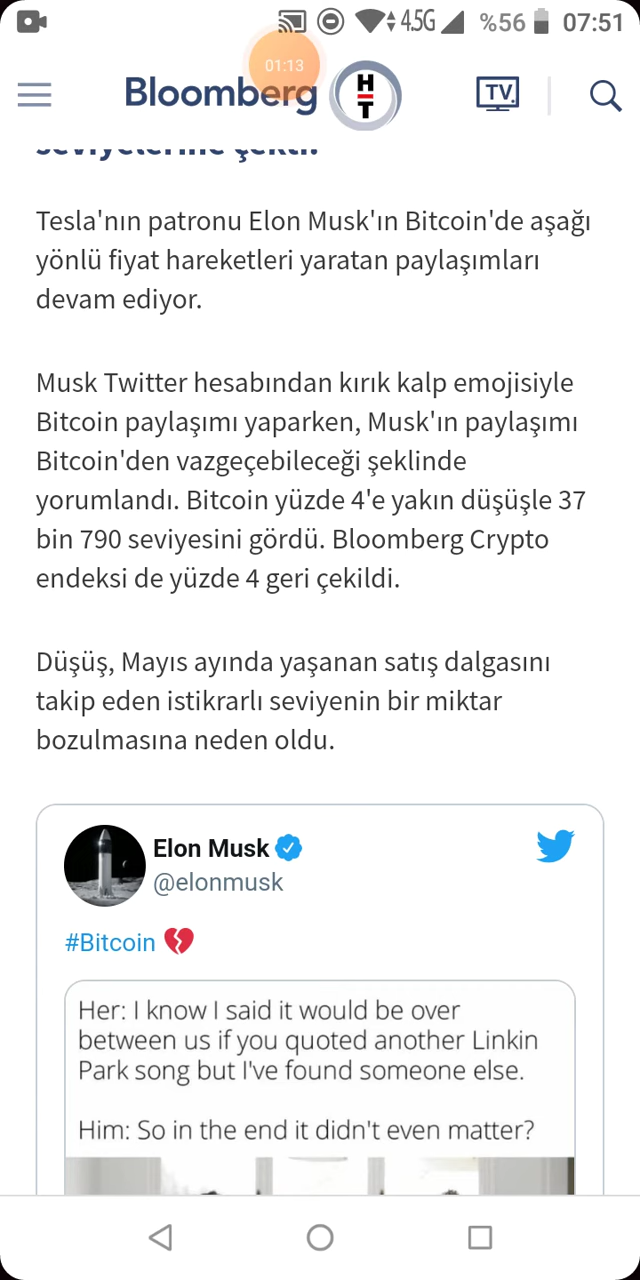 %56 07:51
4.5G
01:13
Bloomberg HT
TV
seviyelerine çekti.
Tesla'nın patronu Elon Musk'ın Bitcoin'de aşağı
yönlü fiyat hareketleri yaratan paylaşımları
devam ediyor.
Musk Twitter hesabından kırık kalp emojisiyle
Bitcoin paylaşımı yaparken, Musk'ın paylaşımı
Bitcoin'den vazgeçebileceği şeklinde
yorumlandı. Bitcoin yüzde 4'e yakın düşüşle 37
bin 790 seviyesini gördü. Bloomberg Crypto
endeksi de yüzde 4 geri çekildi.
Düşüş, Mayıs ayında yaşanan satış dalgasını
takip eden istikrarlı seviyenin bir miktar
bozulmasına neden oldu.
Elon Musk
@elonmusk
#Bitcoin 💔
Her: I know I said it would be over
between us if you quoted another Linkin
Park song but I've found someone else.
Him: So in the end it didn't even matter?